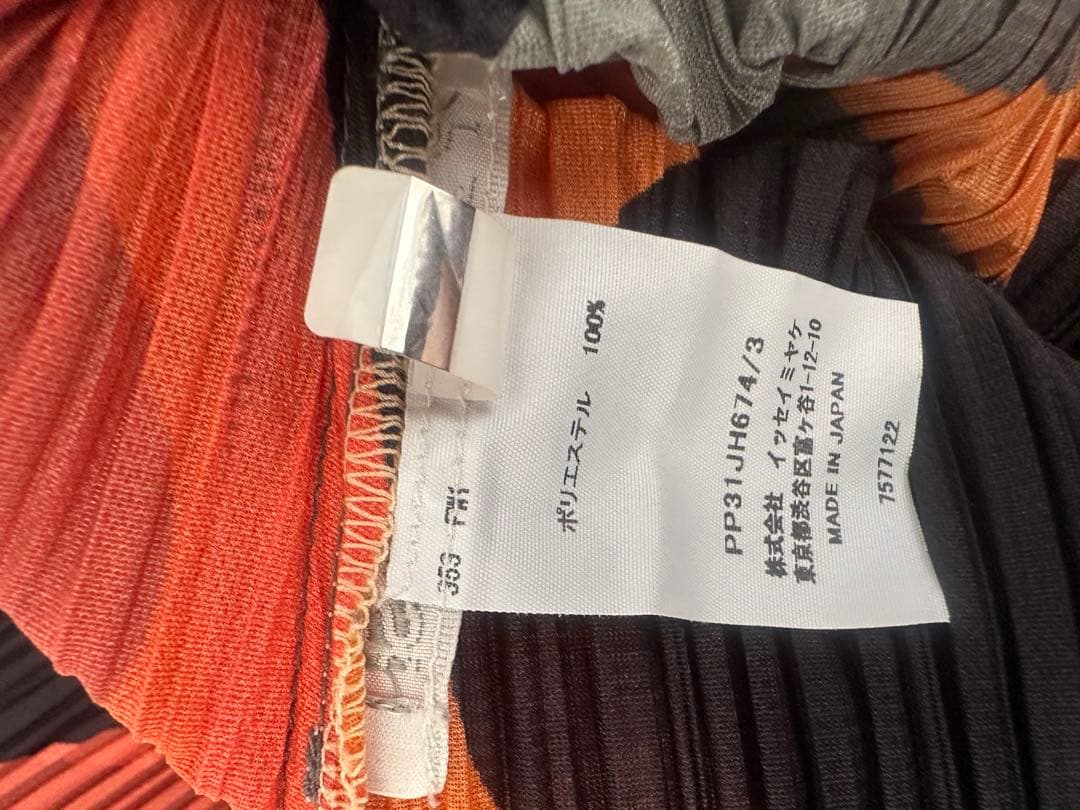 ポリエステル 100%
PP31JH674/3
株式会社 イッセイミヤケ
東京都渋谷区富ヶ谷1-12-10
MADE IN JAPAN
7577122